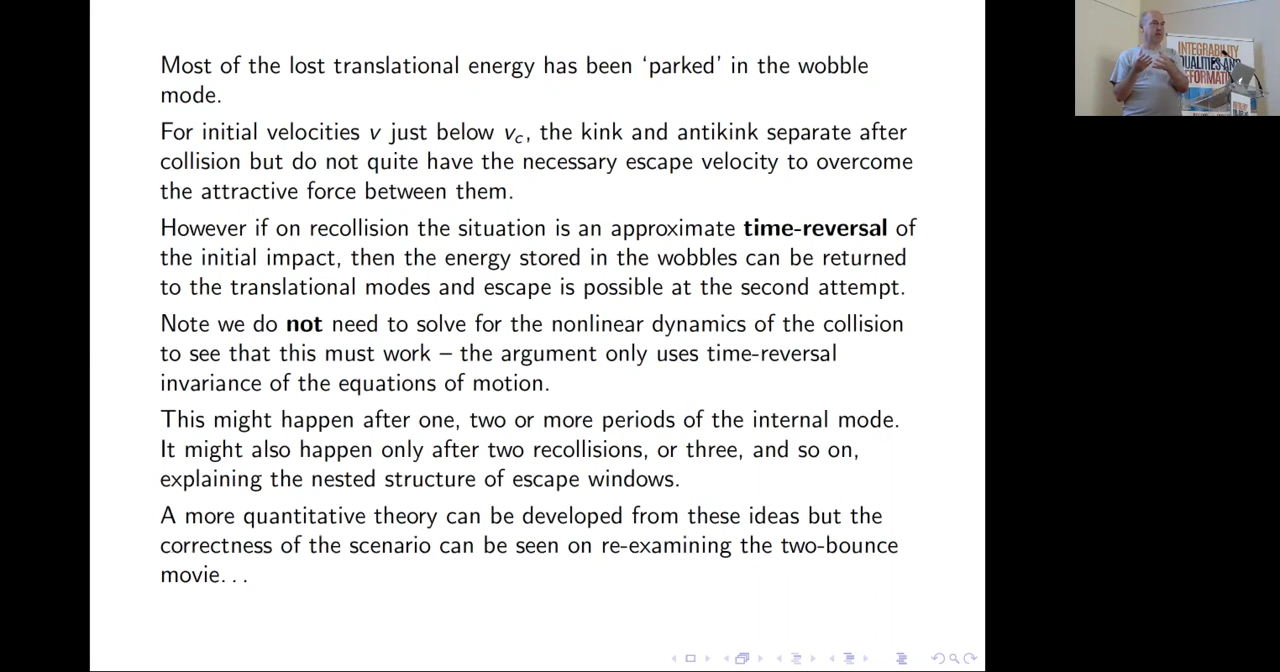 Most of the lost translational energy has been ‘parked’ in the wobble
mode.
For initial velocities v just below vc, the kink and antikink separate after
collision but do not quite have the necessary escape velocity to overcome
the attractive force between them.
However if on recollision the situation is an approximate time-reversal of
the initial impact, then the energy stored in the wobbles can be returned
to the translational modes and escape is possible at the second attempt.
Note we do not need to solve for the nonlinear dynamics of the collision
to see that this must work – the argument only uses time-reversal
invariance of the equations of motion.
This might happen after one, two or more periods of the internal mode.
It might also happen only after two recollisions, or three, and so on,
explaining the nested structure of escape windows.
A more quantitative theory can be developed from these ideas but the
correctness of the scenario can be seen on re-examining the two-bounce
movie. . .
INTEGRABILITY